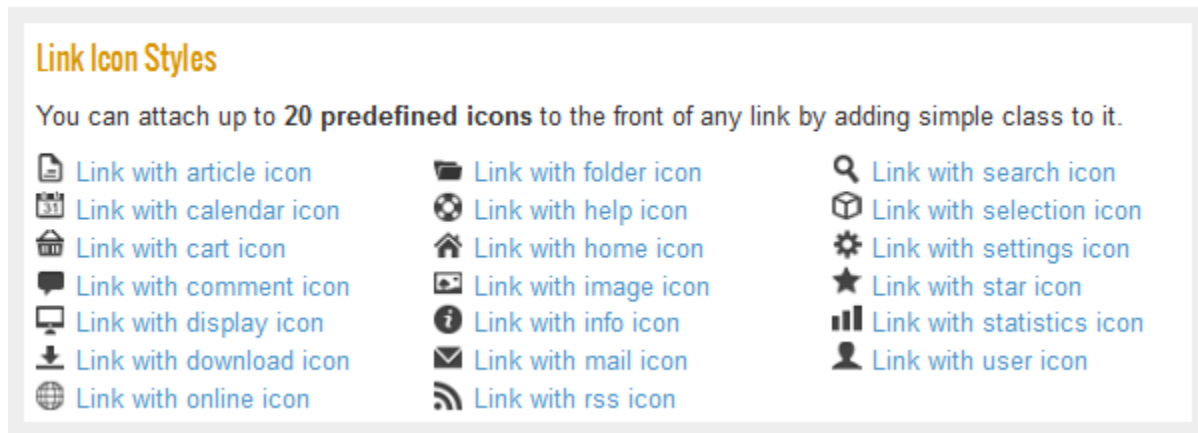 Link Icon Styles
You can attach up to 20 predefined icons to the front of any link by adding simple class to it.
Link with article icon
Link with calendar icon
31
Link with cart icon
Link with comment icon
Link with display icon
Link with download icon
Link with online icon
Link with folder icon
Link with help icon
Link with home icon
Link with image icon
i
Link with info icon
Link with mail icon
Link with rss icon
Link with search icon
Link with selection icon
Link with settings icon
Link with star icon
Link with statistics icon
Link with user icon